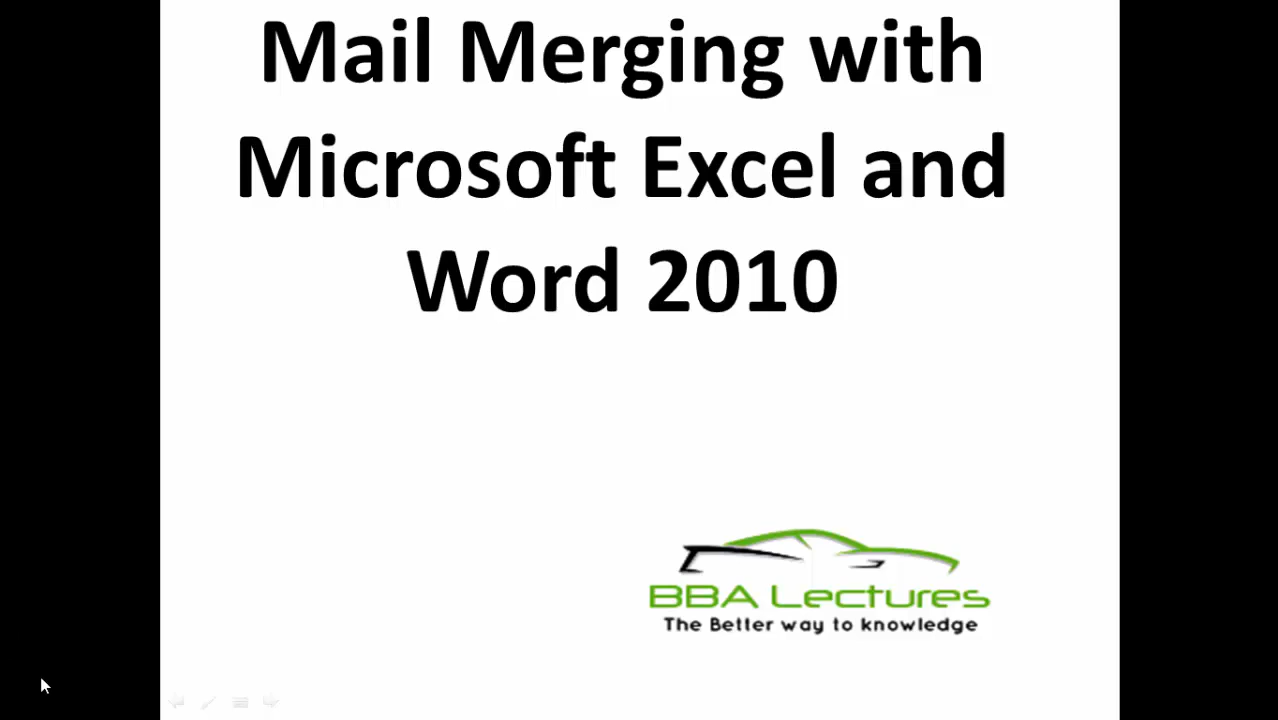 Mail Merging with
Microsoft Excel and
Word 2010
BBA Lectures
The Better way to knowledge